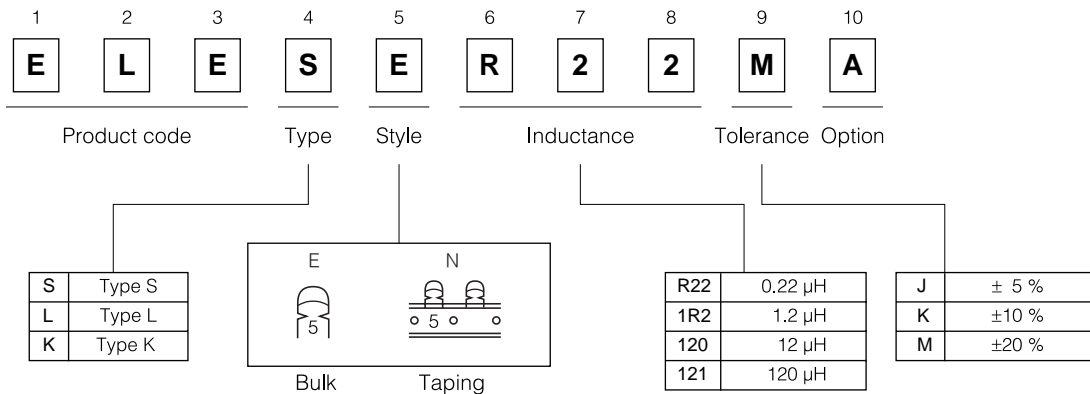 1 2 3 4 5 6 7 8 9 10
E L E S E R 2 2 M A
Product code Type Style Inductance Tolerance Option
E N
5 5
Bulk Taping
S Type S
L Type L
K Type K
R22 0.22 µH
1R2 1.2 µH
120 12 µH
121 120 µH
J ± 5 %
K ±10 %
M ±20 %